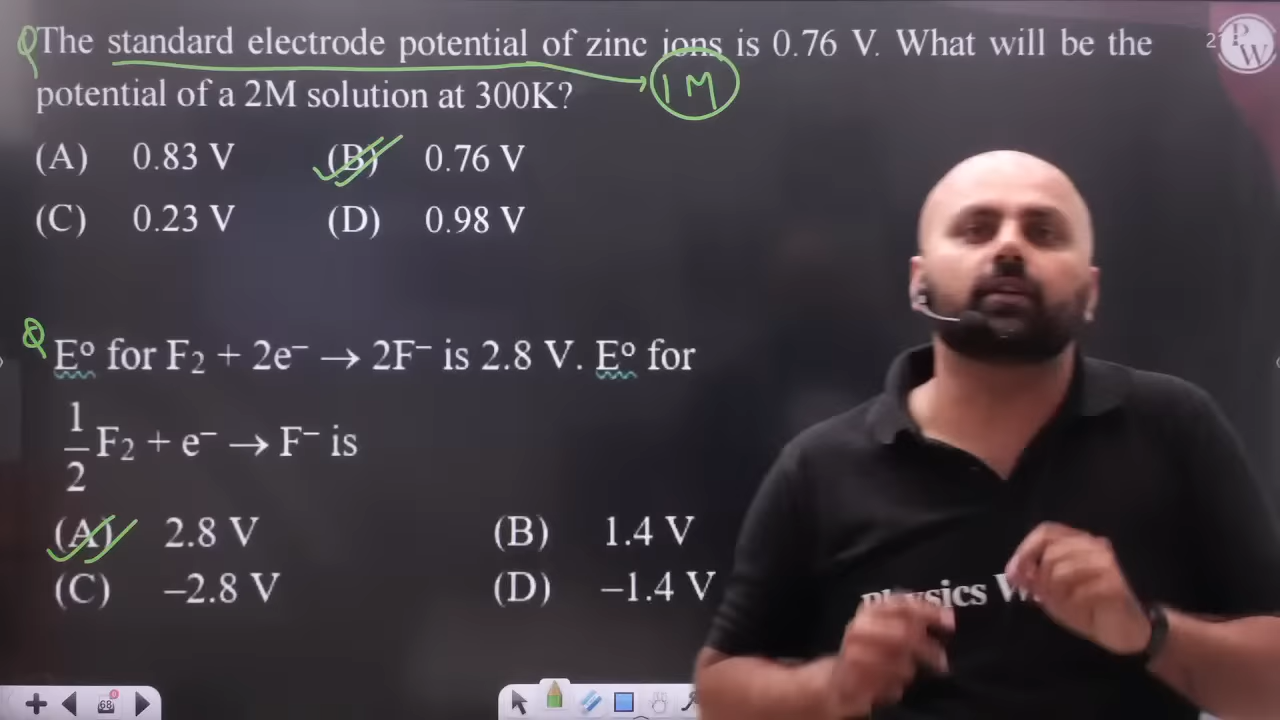 Q The standard electrode potential of zinc ions is 0.76 V. What will be the
1 M
potential of a 2M solution at 300K?
(A) 0.83 V (B) 0.76 V
(C) 0.23 V (D) 0.98 V
Q E° for F₂ + 2e⁻ → 2F⁻ is 2.8 V. E° for
1/2 F₂ + e⁻ → F⁻ is
(A) 2.8 V (B) 1.4 V
(C) –2.8 V (D) –1.4 V
PW
68